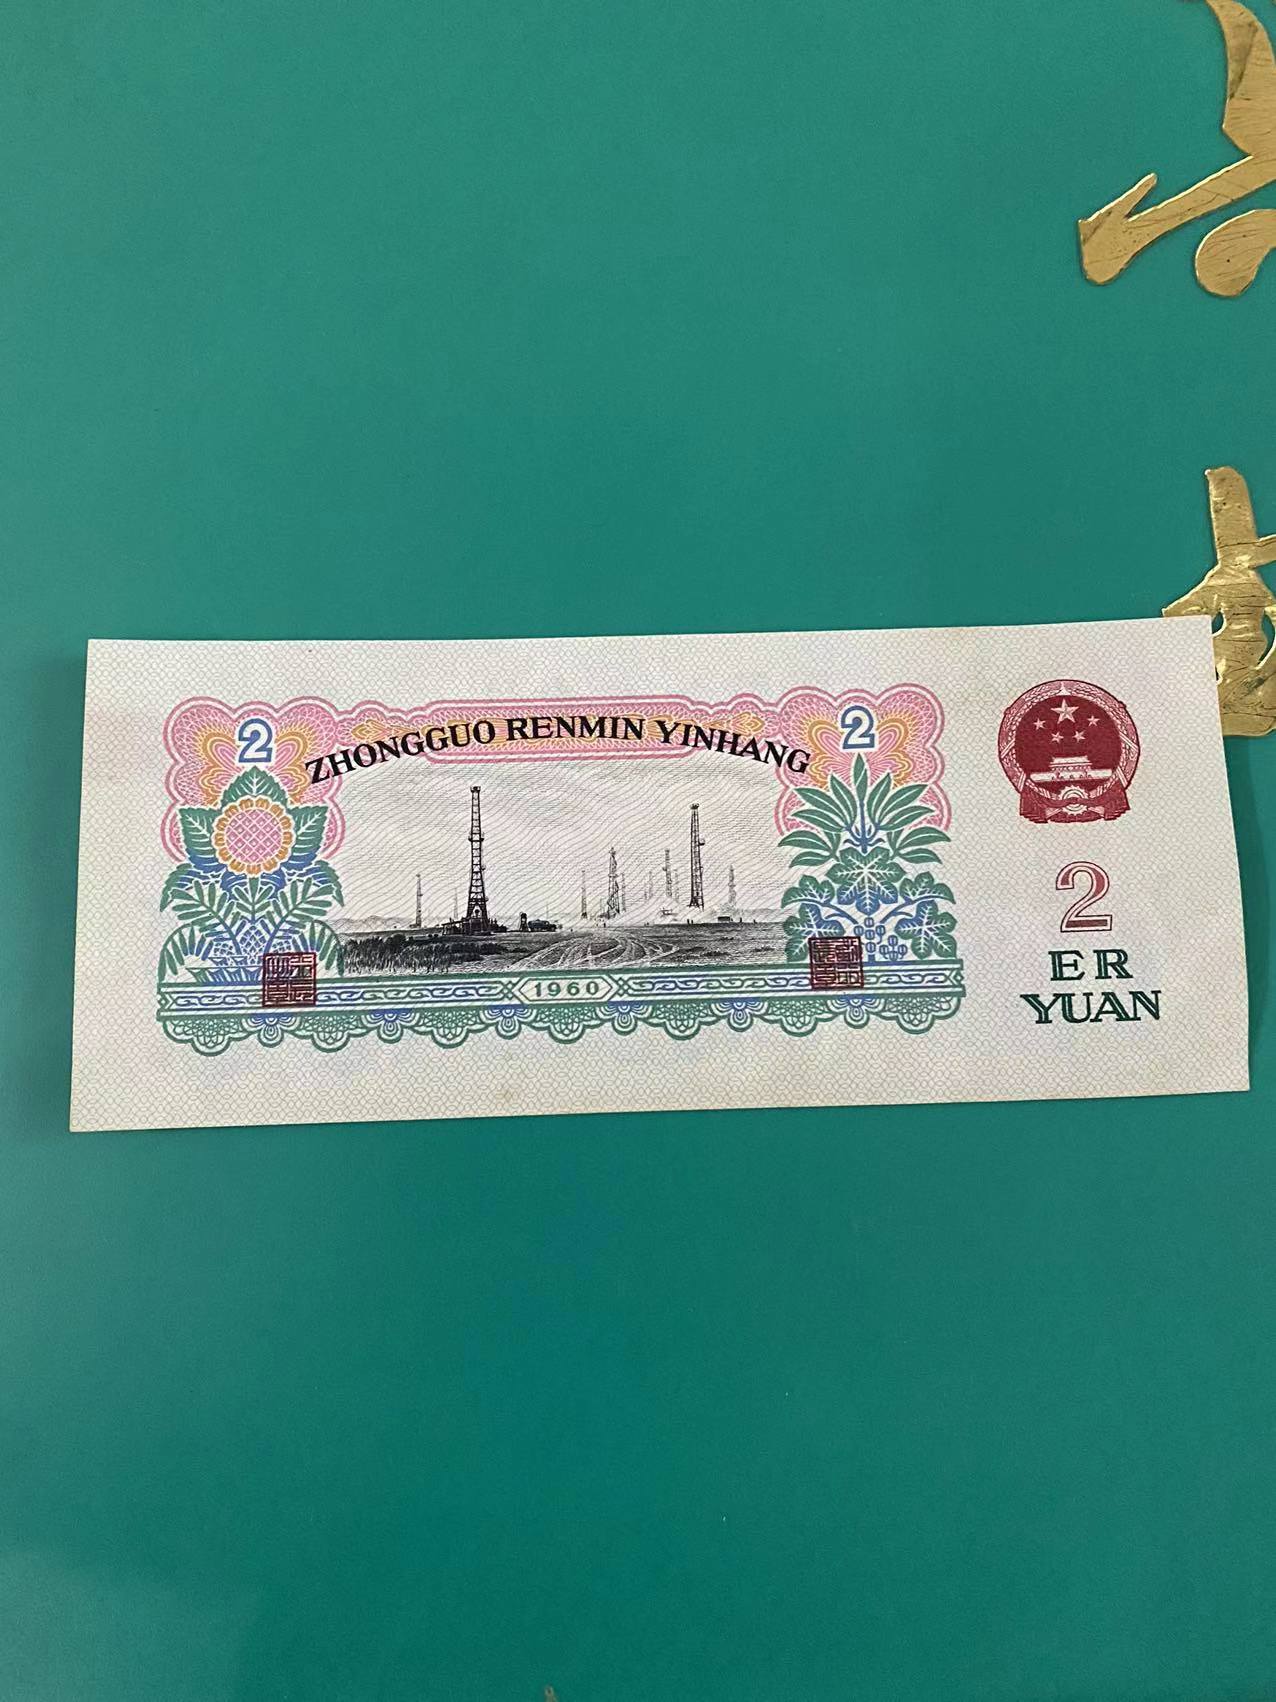 2
ZHONGGUO RENMIN YINHANG
2
1960
2
ER
YUAN